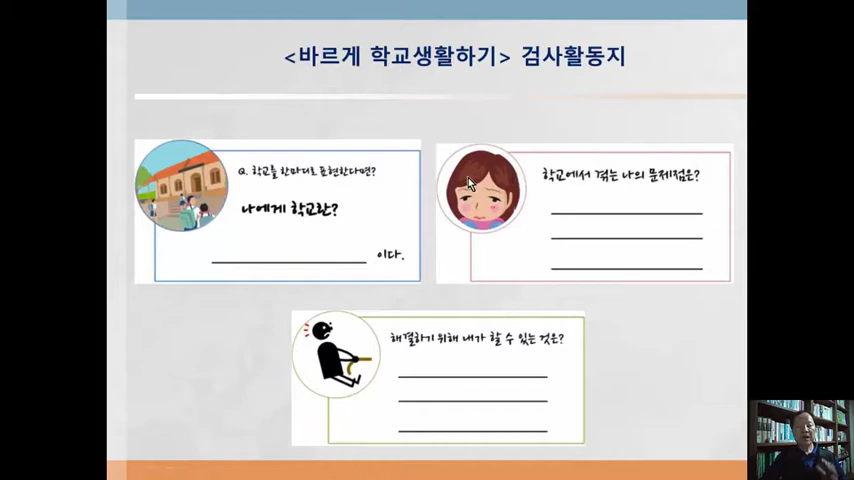 <바르게 학교생활하기> 검사활동지
Q. 학교를 한마디로 표현한다면?
나에게 학교란?
이다.
학교에서 겪는 나의 문제점은?
해결하기 위해 내가 할 수 있는 것은?